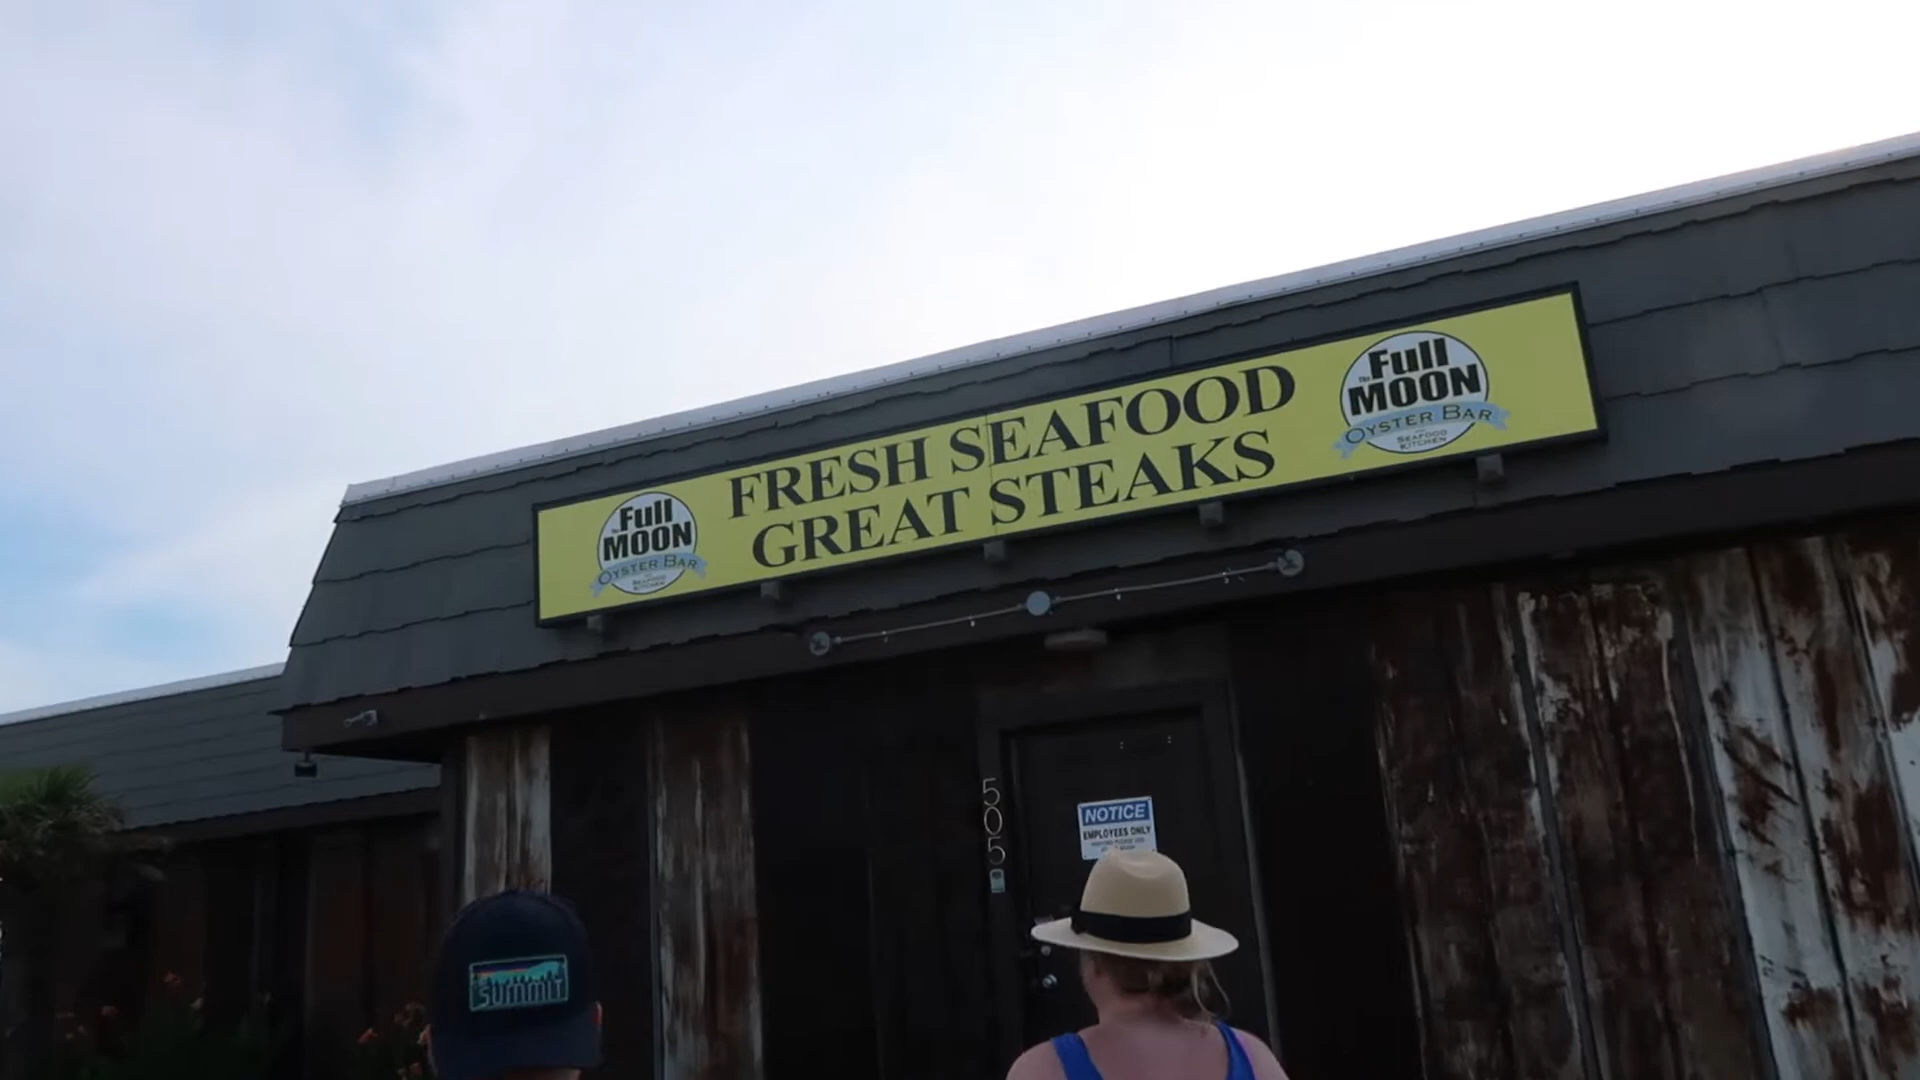 The Full
MOON
OYSTER BAR
SEAFOOD
KITCHEN
FRESH SEAFOOD
GREAT STEAKS
The Full
MOON
OYSTER BAR
SEAFOOD
KITCHEN
505
NOTICE
EMPLOYEES ONLY
SUMMIT